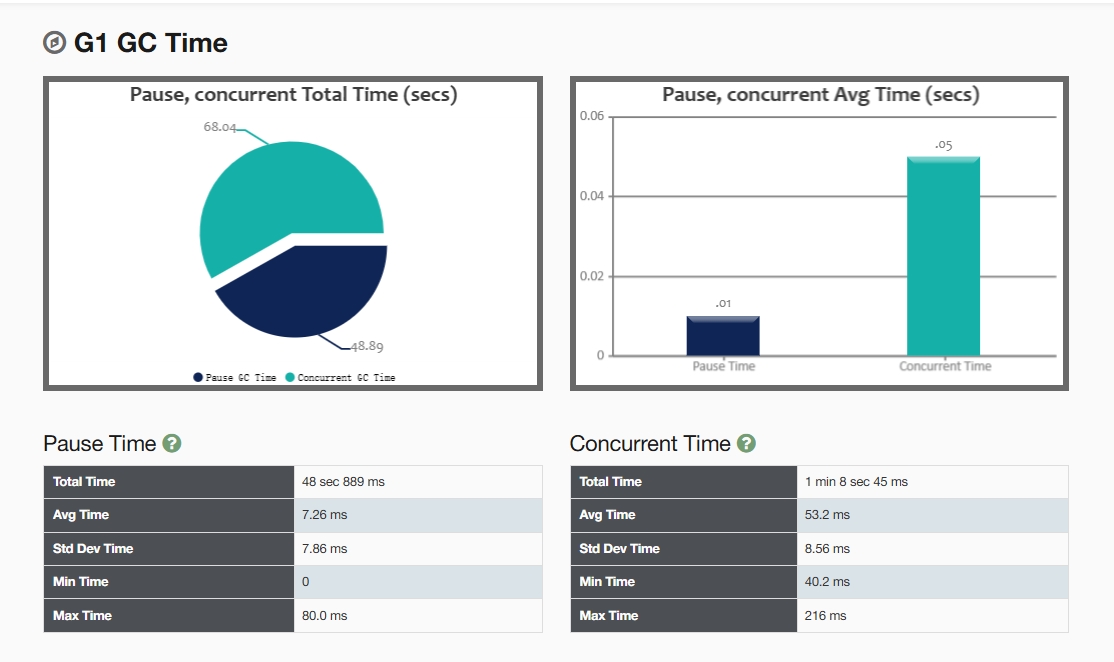 G1 GC Time
Pause, concurrent Total Time (secs)
68.04
48.89
Pause GC Time Concurrent GC Time
Pause, concurrent Avg Time (secs)
0.06
.05
0.04
0.02
.01
0
Pause Time Concurrent Time
Pause Time ?
Total Time 48 sec 889 ms
Avg Time 7.26 ms
Std Dev Time 7.86 ms
Min Time 0
Max Time 80.0 ms
Concurrent Time ?
Total Time 1 min 8 sec 45 ms
Avg Time 53.2 ms
Std Dev Time 8.56 ms
Min Time 40.2 ms
Max Time 216 ms